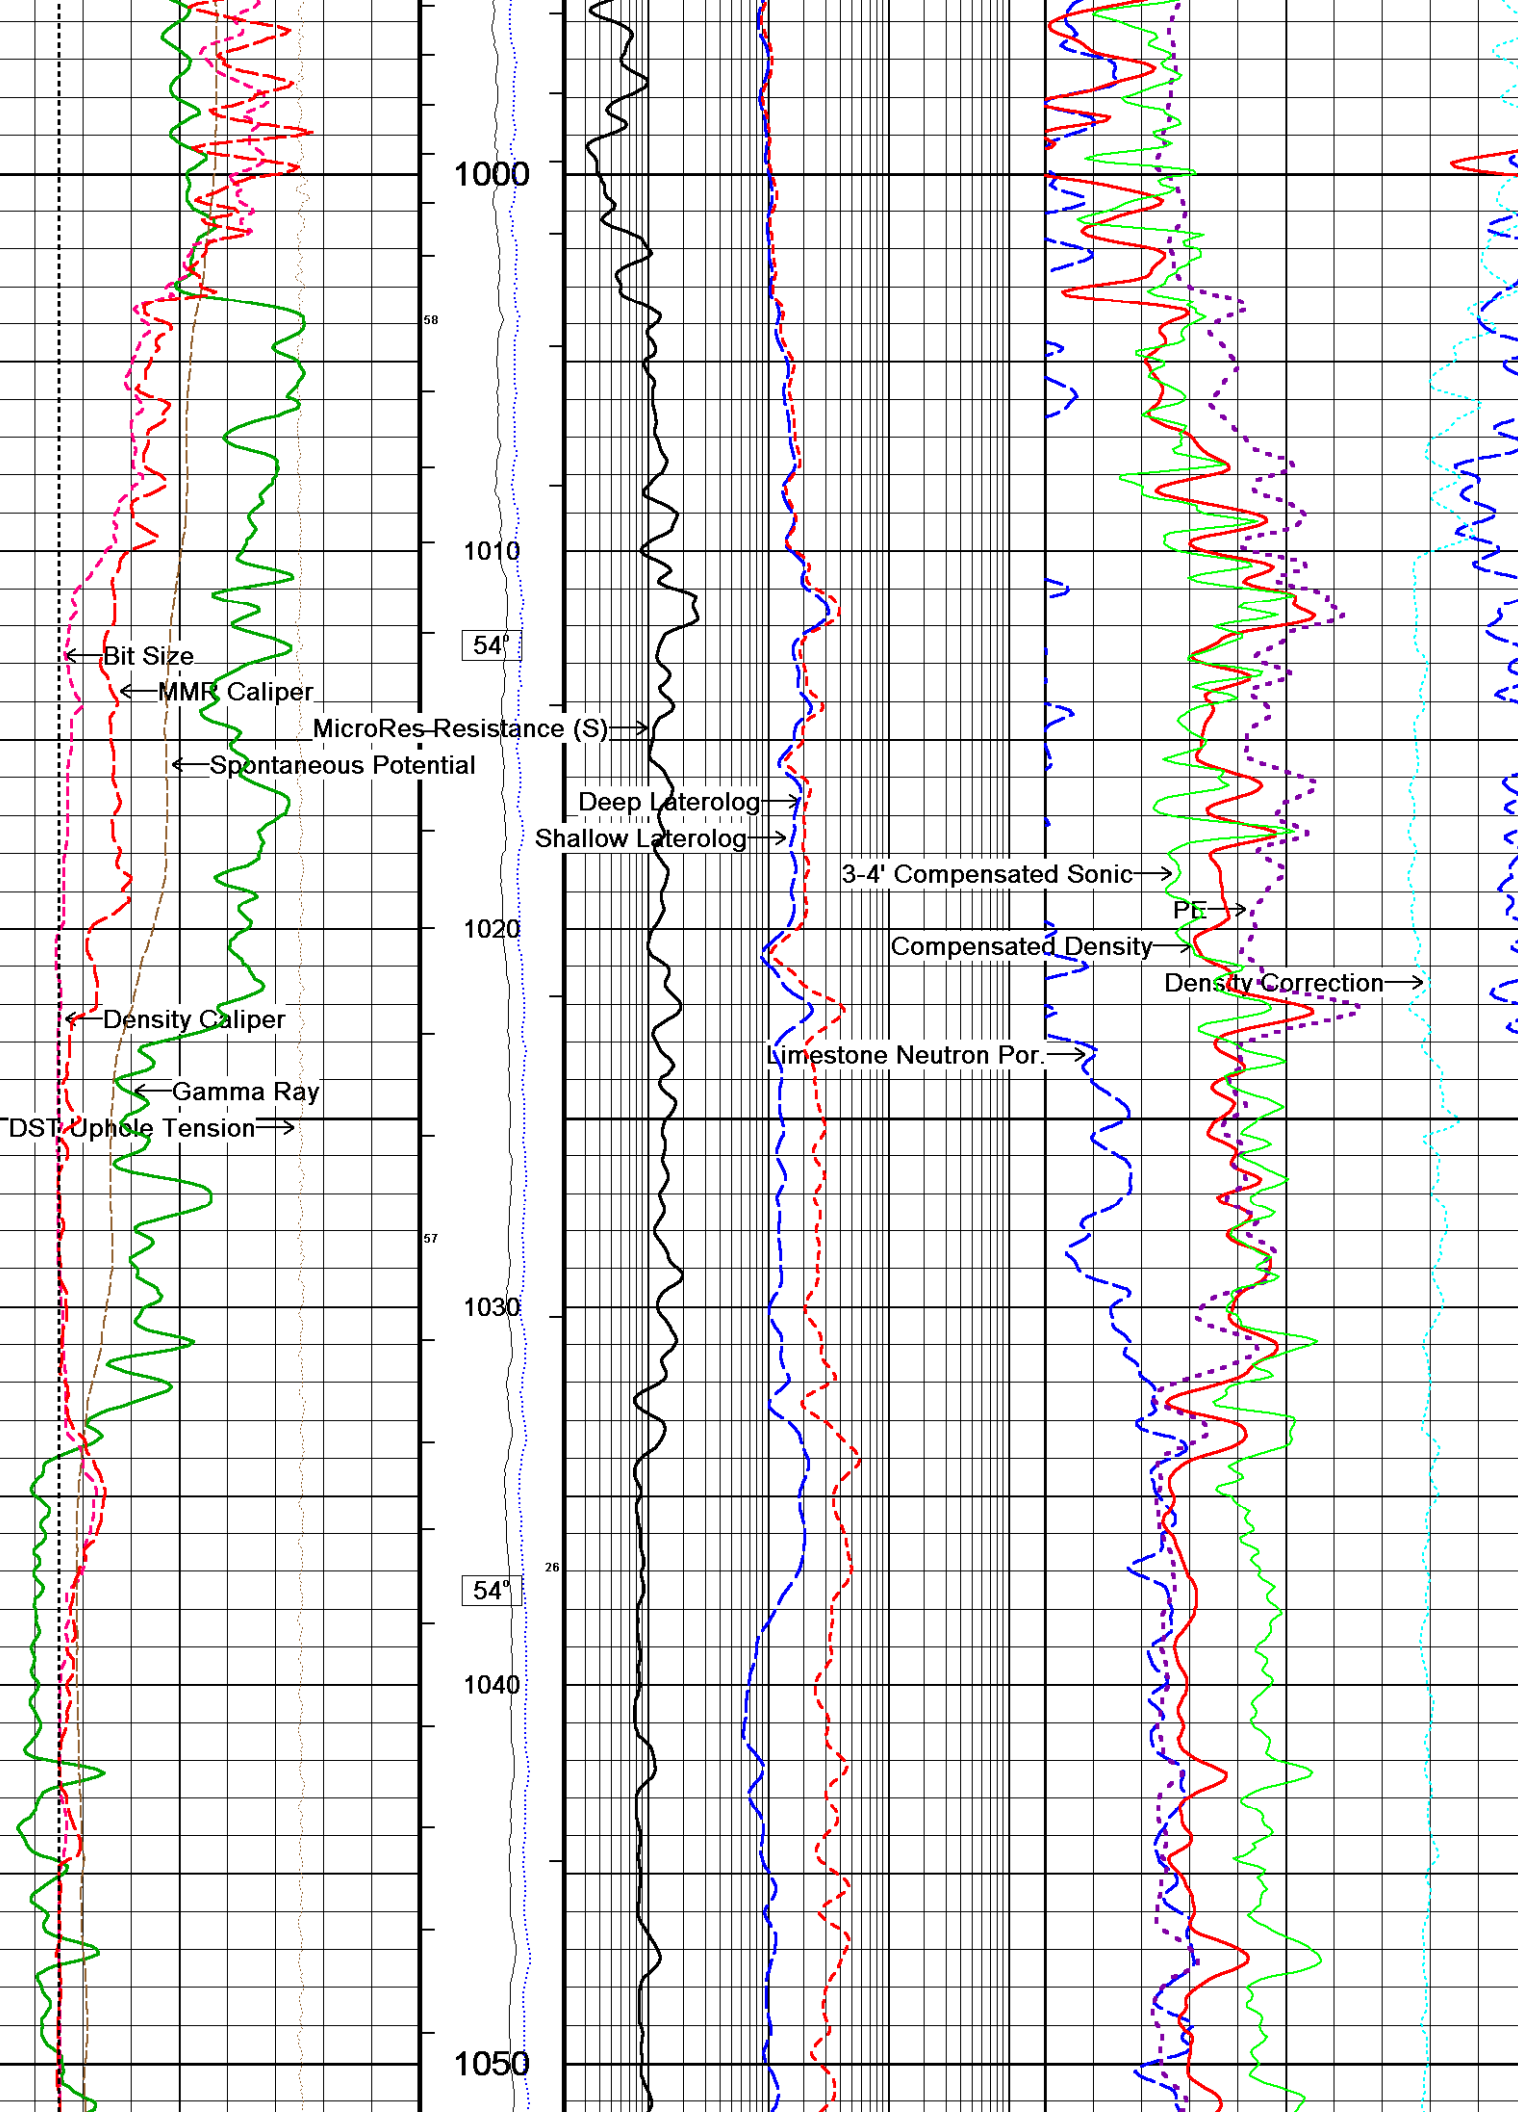 1000
58
1010
54°
Bit Size
MMR Caliper
MicroRes Resistance (S)
Spontaneous Potential
Deep Laterolog
Shallow Laterolog
3-4' Compensated Sonic
PE
1020
Compensated Density
Density Correction
Density Caliper
Limestone Neutron Por.
Gamma Ray
DST Uphole Tension
57
1030
26
54°
1040
1050